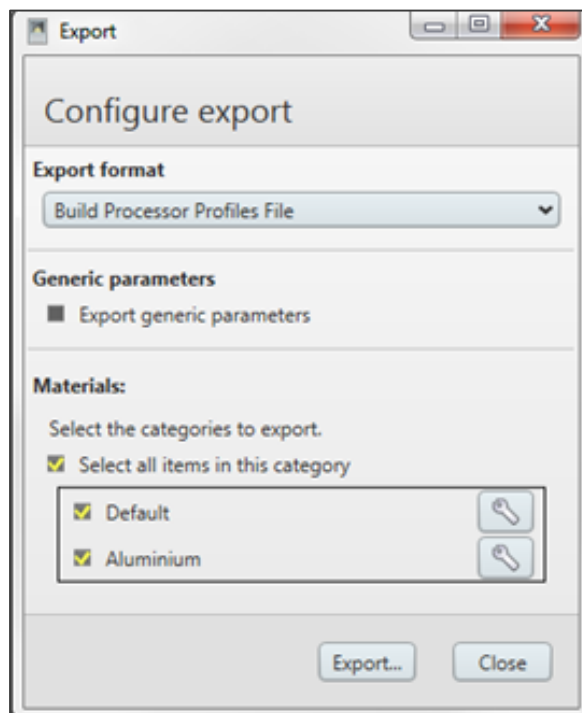 Export
Configure export
Export format
Build Processor Profiles File
Generic parameters
Export generic parameters
Materials:
Select the categories to export.
Select all items in this category
Default
Aluminium
Export... Close